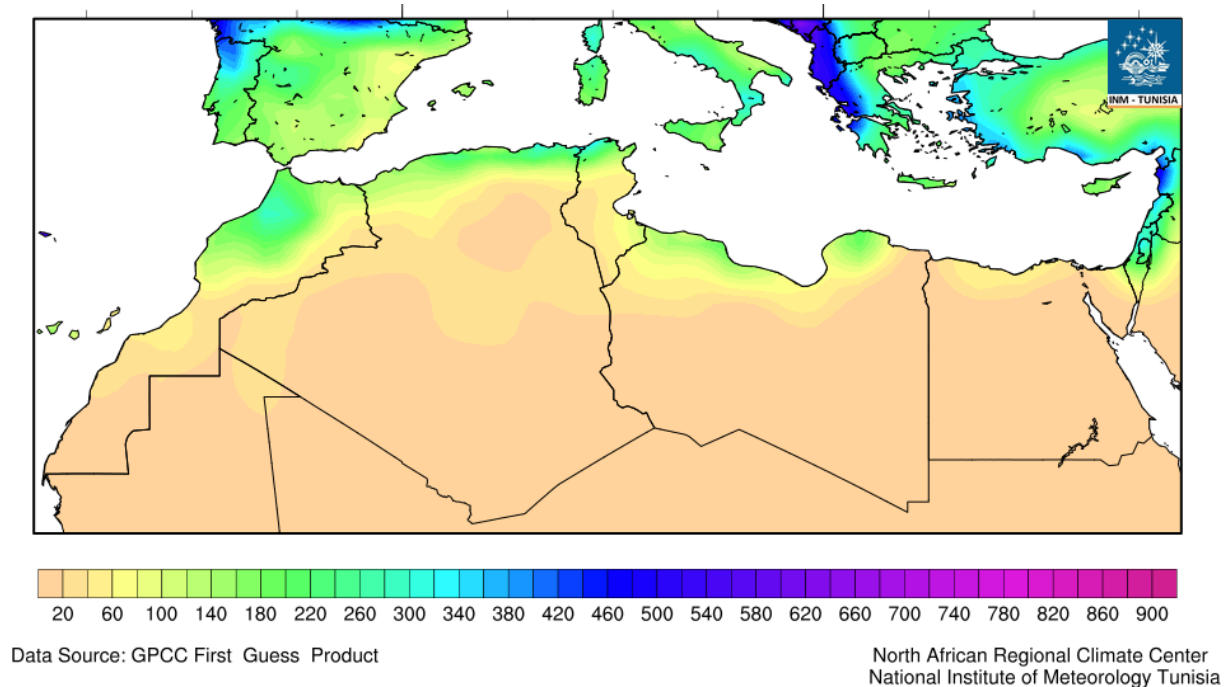 INM - TUNISIA
20 60 100 140 180 220 260 300 340 380 420 460 500 540 580 620 660 700 740 780 820 860 900
Data Source: GPCC First Guess Product
North African Regional Climate Center
National Institute of Meteorology Tunisia